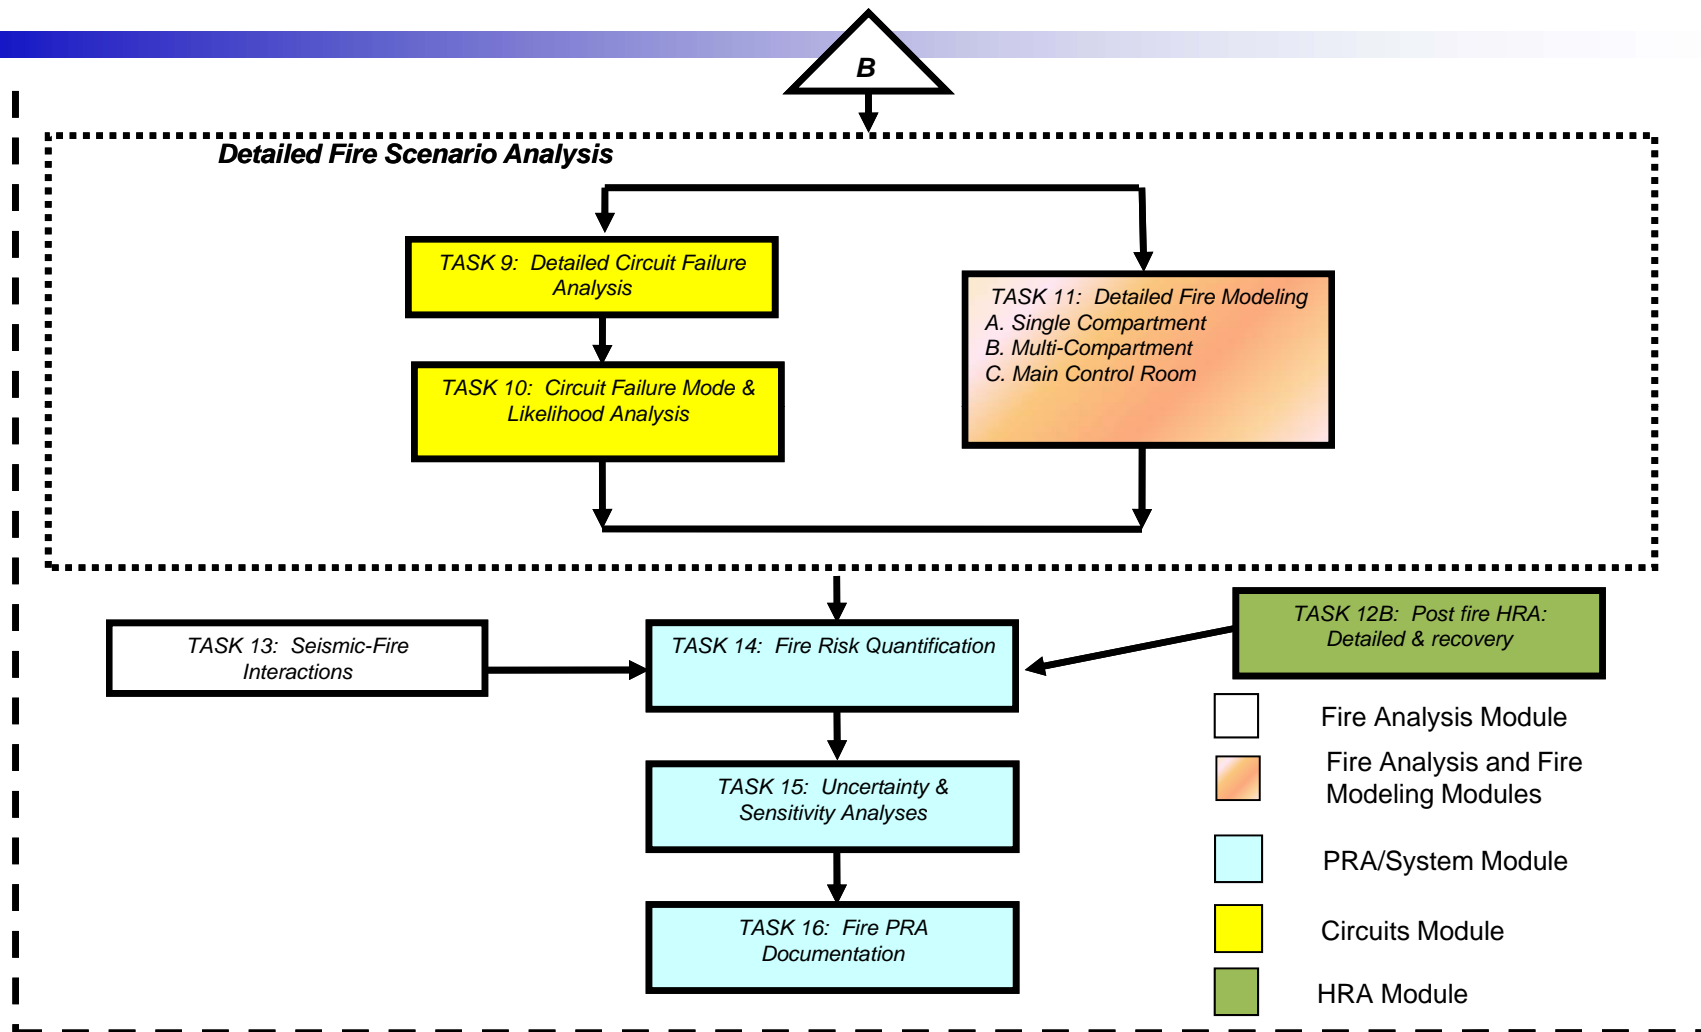 B
Detailed Fire Scenario Analysis
TASK 9: Detailed Circuit Failure
Analysis
TASK 10: Circuit Failure Mode &
Likelihood Analysis
TASK 11: Detailed Fire Modeling
A. Single Compartment
B. Multi-Compartment
C. Main Control Room
TASK 13: Seismic-Fire
Interactions
TASK 14: Fire Risk Quantification
TASK 12B: Post fire HRA:
Detailed & recovery
TASK 15: Uncertainty &
Sensitivity Analyses
TASK 16: Fire PRA
Documentation
Fire Analysis Module
Fire Analysis and Fire
Modeling Modules
PRA/System Module
Circuits Module
HRA Module